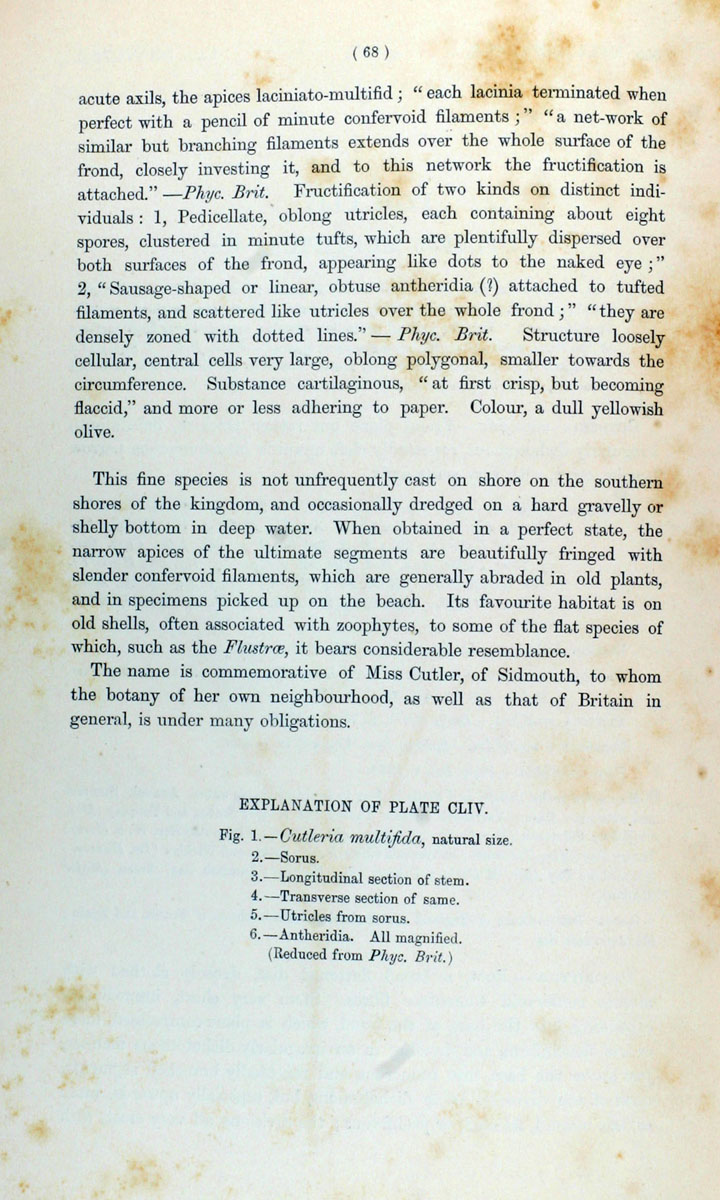 ( 68 )
acute axils, the apices laciniato-multifid ; “ each lacinia terminated when
perfect with a pencil of minute confervoid filaments ; ” “ a net-work of
similar but branching filaments extends over the whole surface of the
frond, closely investing it, and to this network the fructification is
attached.” —Phyc. Brit. Fructification of two kinds on distinct indi-
viduals : 1, Pedicellate, oblong utricles, each containing about eight
spores, clustered in minute tufts, which are plentifully dispersed over
both surfaces of the frond, appearing like dots to the naked eye ; ”
2, “ Sausage-shaped or linear, obtuse antheridia (?) attached to tufted
filaments, and scattered like utricles over the whole frond ; ” “ they are
densely zoned with dotted lines.” — Phyc. Brit. Structure loosely
cellular, central cells very large, oblong polygonal, smaller towards the
circumference. Substance cartilaginous, “ at first crisp, but becoming
flaccid,” and more or less adhering to paper. Colour, a dull yellowish
olive.
This fine species is not unfrequently cast on shore on the southern
shores of the kingdom, and occasionally dredged on a hard gravelly or
shelly bottom in deep water. When obtained in a perfect state, the
narrow apices of the ultimate segments are beautifully fringed with
slender confervoid filaments, which are generally abraded in old plants,
and in specimens picked up on the beach. Its favourite habitat is on
old shells, often associated with zoophytes, to some of the flat species of
which, such as the Flustræ, it bears considerable resemblance.
The name is commemorative of Miss Cutler, of Sidmouth, to whom
the botany of her own neighbourhood, as well as that of Britain in
general, is under many obligations.
EXPLANATION OF PLATE CLIV.
Fig. 1.—Cutleria multifida, natural size.
2.—Sorus.
3.—Longitudinal section of stem.
4.—Transverse section of same.
5.—Utricles from sorus.
6.—Antheridia. All magnified.
(Reduced from Phyc. Brit.)